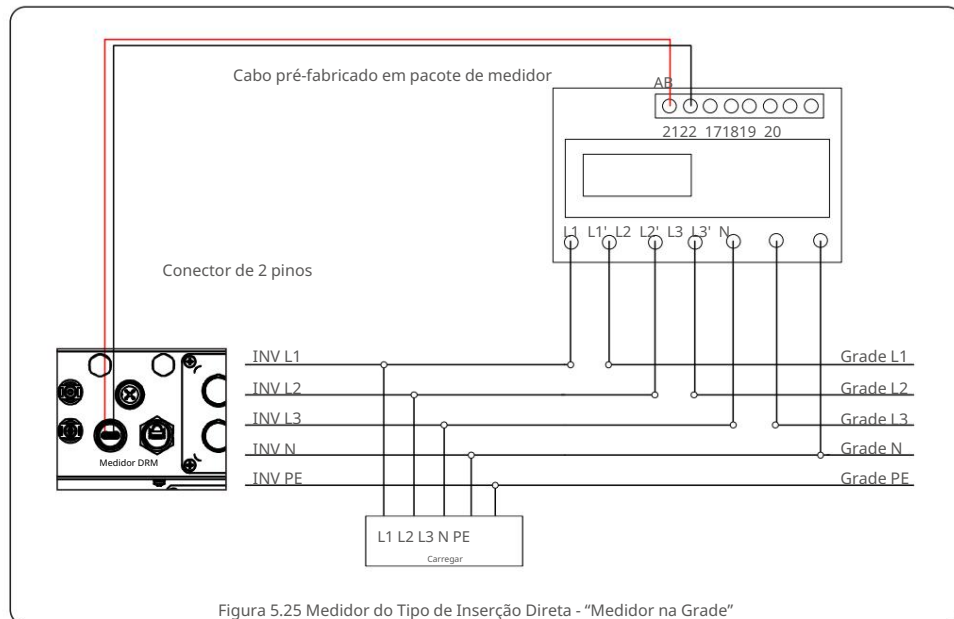 Cabo pré-fabricado em pacote de medidor
AB
2122 171819 20
L1 L1' L2 L2' L3 L3' N
Conector de 2 pinos
INV L1
Grade L1
INV L2
Grade L2
INV L3
Grade L3
INV N
Grade N
INV PE
Grade PE
Medidor DRM
L1 L2 L3 N PE
Carregar
Figura 5.25 Medidor do Tipo de Inserção Direta - “Medidor na Grade”